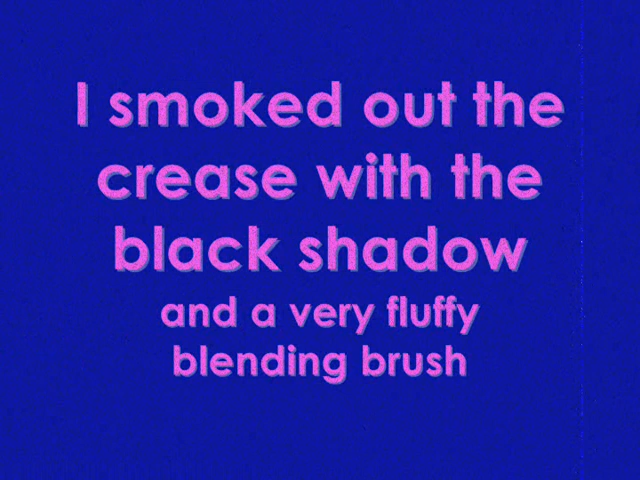 I smoked out the
crease with the
black shadow
and a very fluffy
blending brush